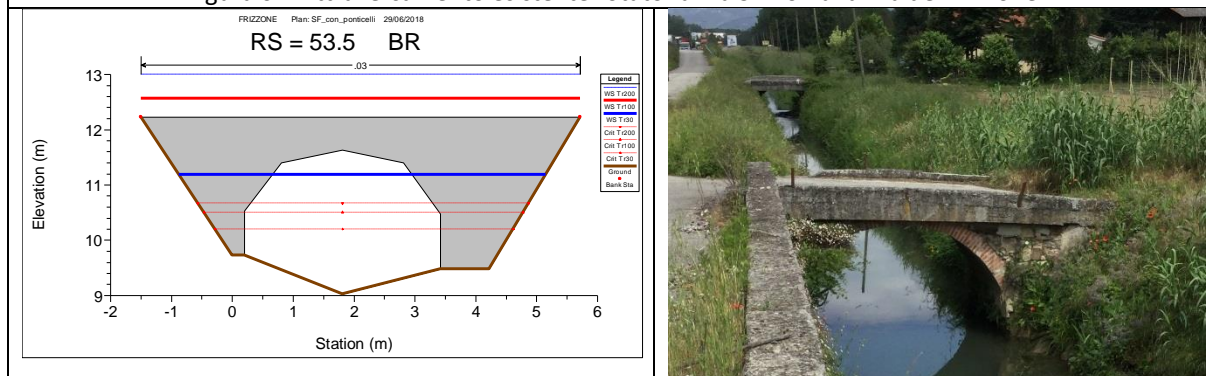 FRIZZONE Plan: SF_con_ponticelli 29/06/2018
RS = 53.5 BR
.03
13
12
11
10
9
Elevation (m)
-2 -1 0 1 2 3 4 5 6
Station (m)
Legend
WS Tr200
WS Tr100
WS Tr30
Crit Tr200
Crit Tr100
Crit Tr30
Ground
Bank Sta